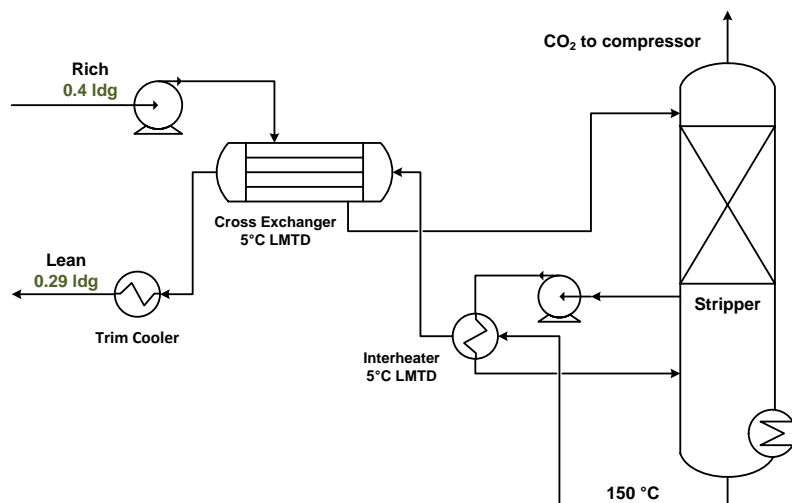 CO₂ to compressor
Rich
0.4 ldg
Cross Exchanger
5°C LMTD
Lean
0.29 ldg
Trim Cooler
Stripper
Interheater
5°C LMTD
150 °C